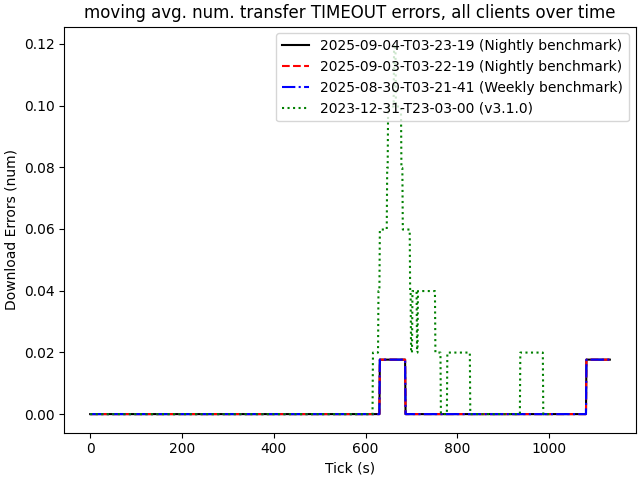 moving avg. num. transfer TIMEOUT errors, all clients over time
2025-09-04-T03-23-19 (Nightly benchmark)
2025-09-03-T03-22-19 (Nightly benchmark)
2025-08-30-T03-21-41 (Weekly benchmark)
2023-12-31-T23-03-00 (v3.1.0)
Download Errors (num)
0.12
0.10
0.08
0.06
0.04
0.02
0.00
0 200 400 600 800 1000
Tick (s)